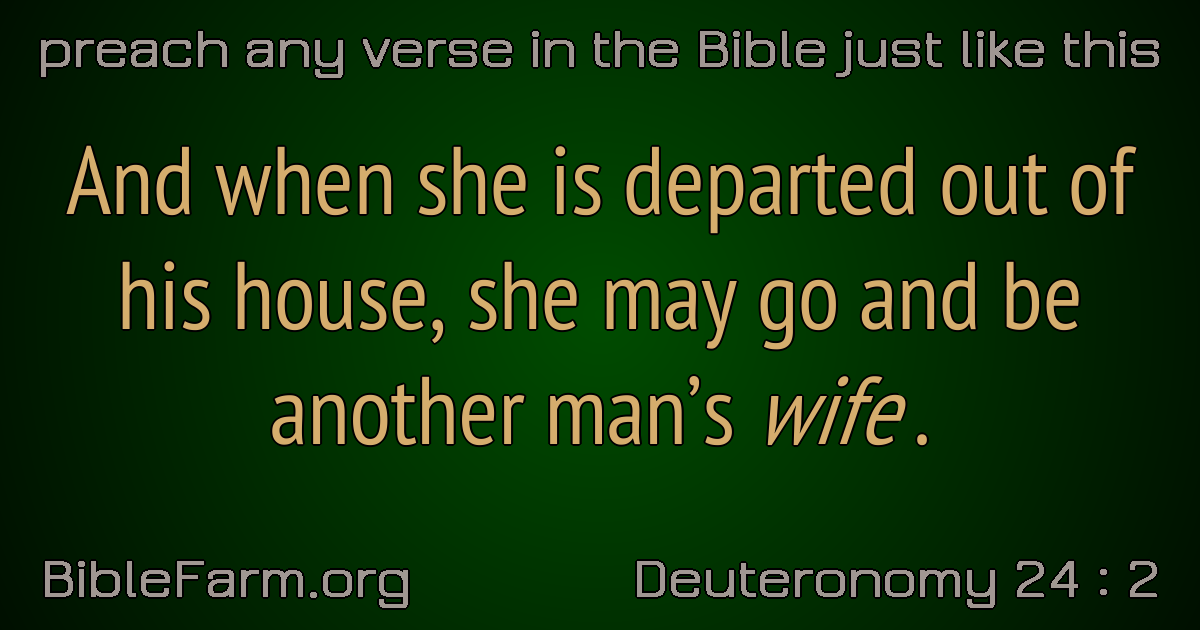 preach any verse in the Bible just like this
And when she is departed out of
his house, she may go and be
another man’s wife .
BibleFarm.org
Deuteronomy 24 : 2